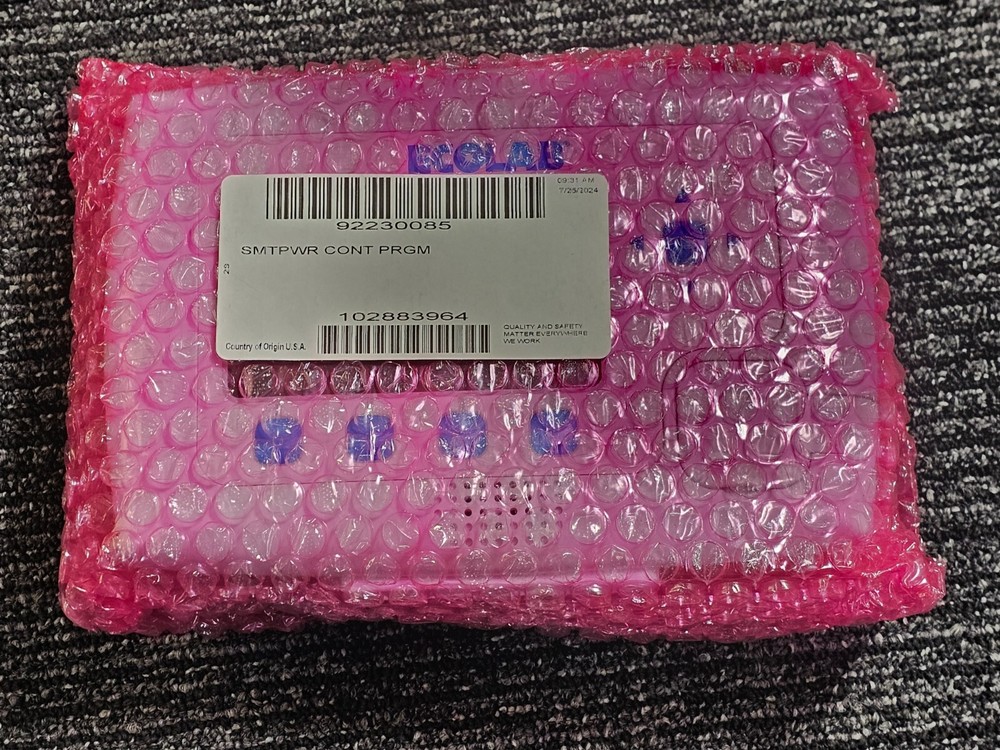 ECOLAB
09:31 AM
7/25/2024
92230085
SMTPWR CONT PRGM
23
102883964
Country of Origin U.S.A.
QUALITY AND SAFETY
MATTER EVERYWHERE
WE WORK